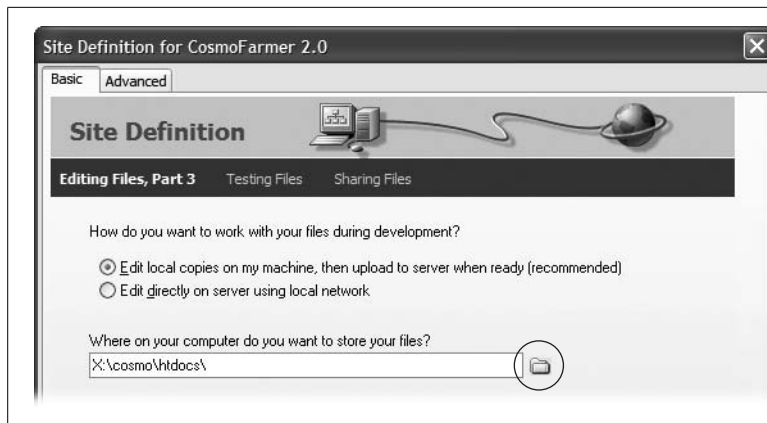 Site Definition for CosmoFarmer 2.0
Basic Advanced
Site Definition
Editing Files, Part 3 Testing Files Sharing Files
How do you want to work with your files during development?
Edit local copies on my machine, then upload to server when ready (recommended)
Edit directly on server using local network
Where on your computer do you want to store your files?
X:\cosmo\htdocs\